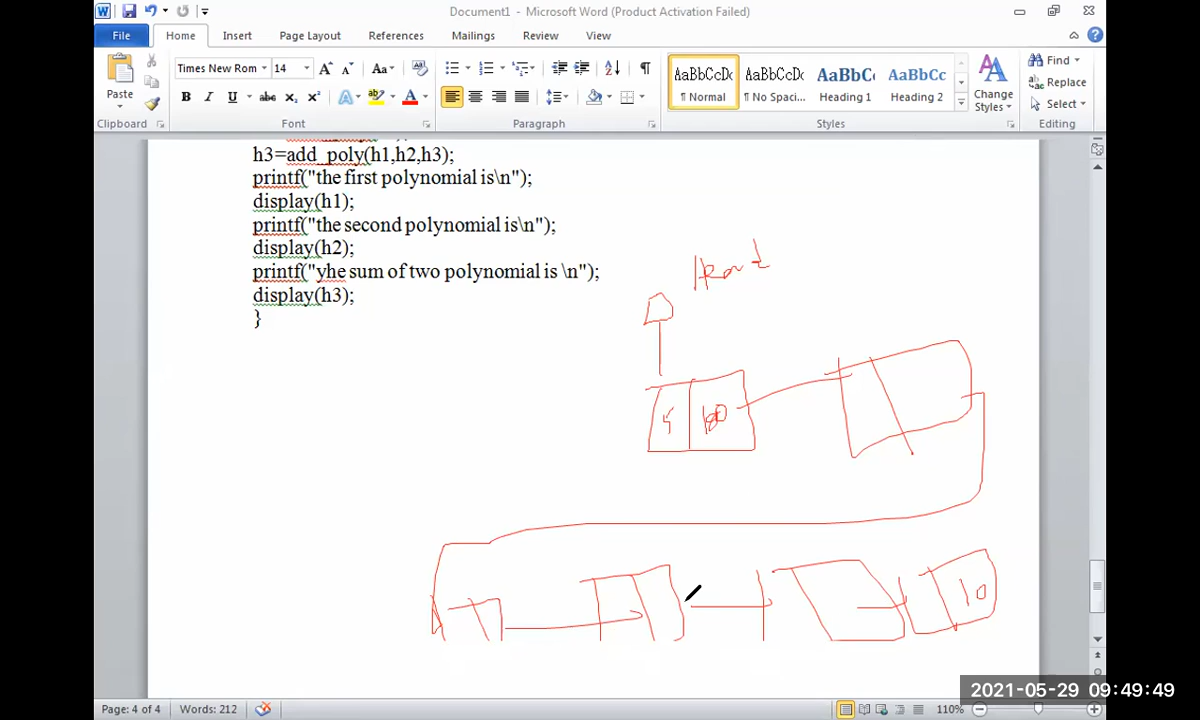 Document1 - Microsoft Word (Product Activation Failed)
File Home Insert Page Layout References Mailings Review View
Paste
Times New Rom 14
AaBbCcDc AaBbCcDc AaBbC AaBbCc
¶ Normal ¶ No Spaci... Heading 1 Heading 2
Change Styles
Find
Replace
Select
Clipboard Font Paragraph Styles Editing
h3=add_poly(h1,h2,h3);
printf("the first polynomial is\n");
display(h1);
printf("the second polynomial is\n");
display(h2);
printf("yhe sum of two polynomial is \n");
display(h3);
}
5
10
Page: 4 of 4 Words: 212 110%
2021-05-29 09:49:49